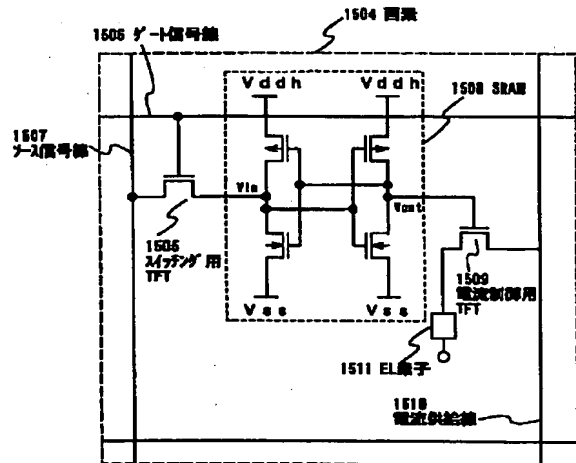 1504 画素
1506 ゲート信号線
Vddh Vddh
1508 SRAM
1507
ソース信号線
Vin
Vout
1505
スイッチング用
TFT
1509
電流制御用
TFT
Vss Vss
1511 EL素子
1510
電流供給線